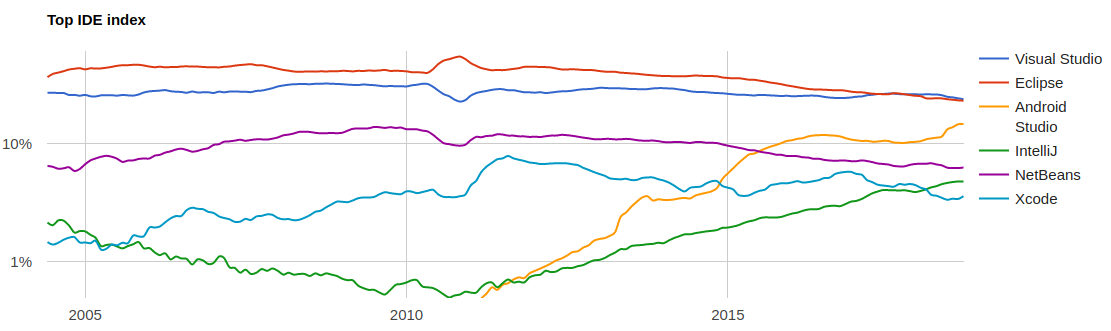 Top IDE index
Visual Studio
Eclipse
Android
Studio
IntelliJ
NetBeans
Xcode
10%
1%
2005
2010
2015